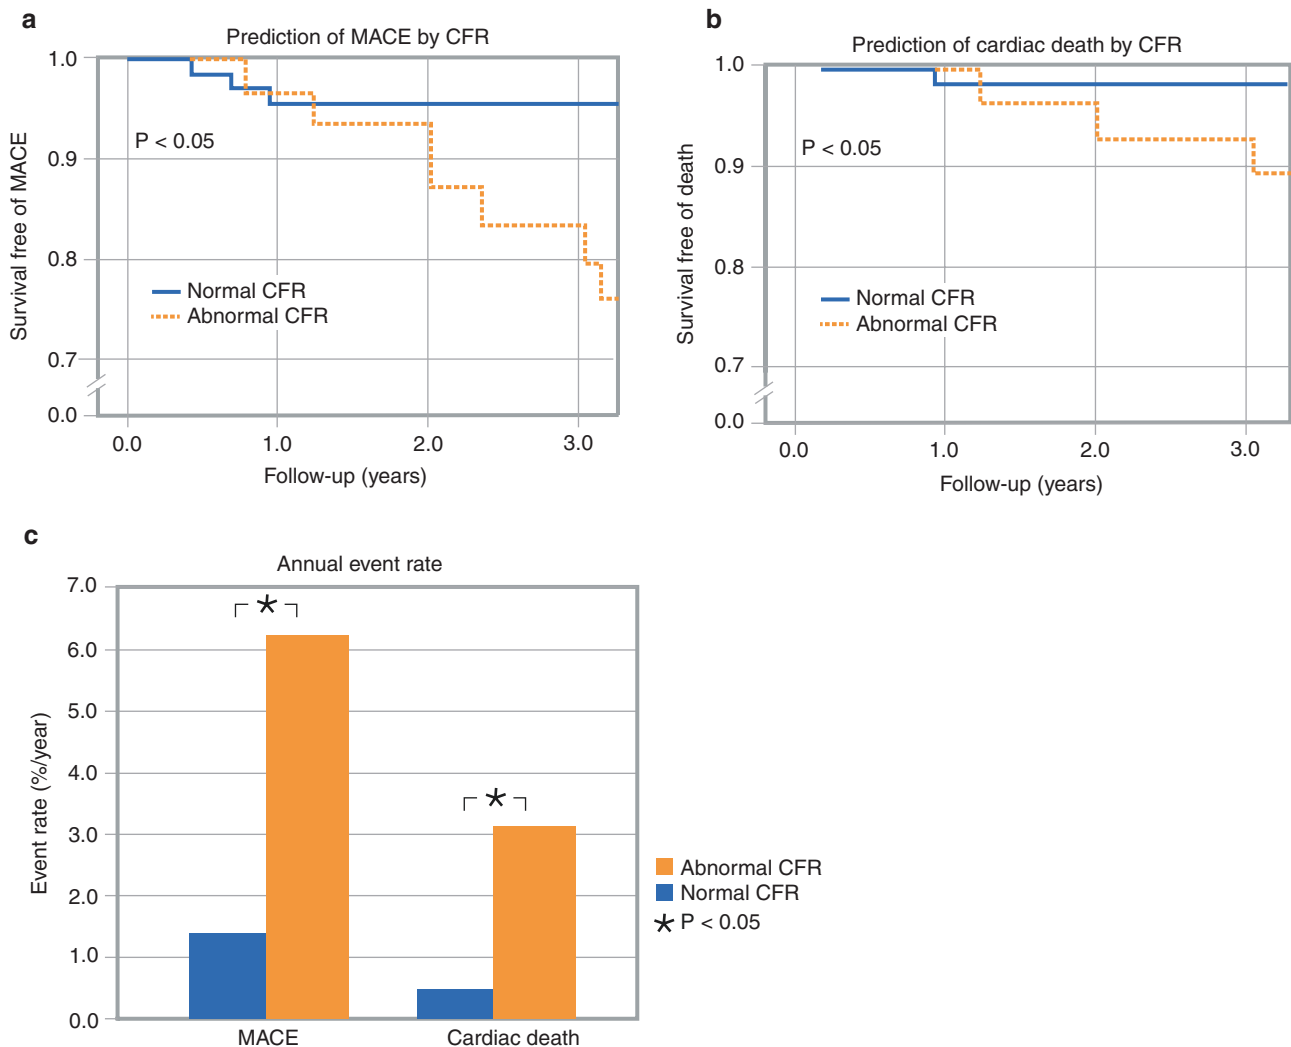 a
Prediction of MACE by CFR
Survival free of MACE
1.0
0.9
0.8
0.7
0.0
P < 0.05
Normal CFR
Abnormal CFR
0.0 1.0 2.0 3.0
Follow-up (years)
b
Prediction of cardiac death by CFR
Survival free of death
1.0
0.9
0.8
0.7
0.0
P < 0.05
Normal CFR
Abnormal CFR
0.0 1.0 2.0 3.0
Follow-up (years)
c
Annual event rate
Event rate (%/year)
7.0
6.0
5.0
4.0
3.0
2.0
1.0
0.0
MACE Cardiac death
Abnormal CFR
Normal CFR
P < 0.05